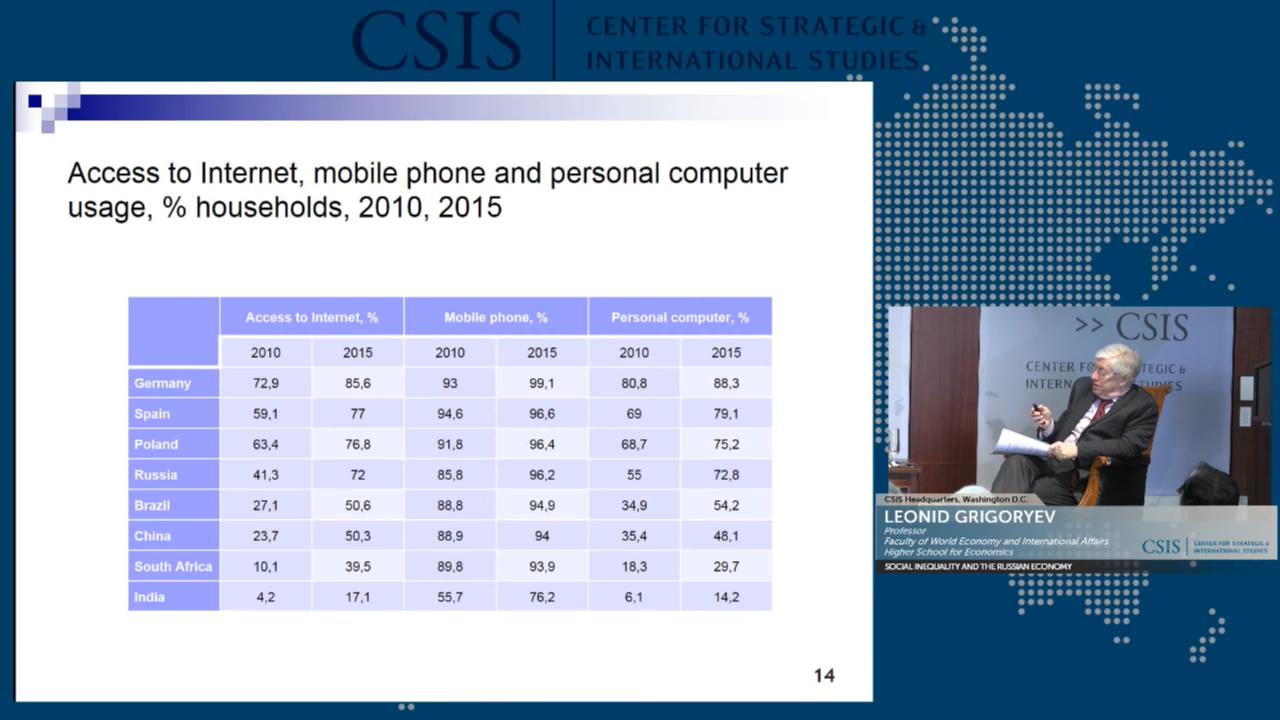 CSIS
CENTER FOR STRATEGIC &
INTERNATIONAL STUDIES
Access to Internet, mobile phone and personal computer
usage, % households, 2010, 2015
Access to Internet, % Mobile phone, % Personal computer, %
2010 2015 2010 2015 2010 2015
Germany 72,9 85,6 93 99,1 80,8 88,3
Spain 59,1 77 94,6 96,6 69 79,1
Poland 63,4 76,8 91,8 96,4 68,7 75,2
Russia 41,3 72 85,8 96,2 55 72,8
Brazil 27,1 50,6 88,8 94,9 34,9 54,2
China 23,7 50,3 88,9 94 35,4 48,1
South Africa 10,1 39,5 89,8 93,9 18,3 29,7
India 4,2 17,1 55,7 76,2 6,1 14,2
14
>> CSIS
CENTER FOR &
CSIS Headquarters, Washington D.C.
LEONID GRIGORYEV
Professor
Faculty of World Economy and International Affairs
Higher School for Economics
CSIS
CENTER FOR STRATEGIC &
INTERNATIONAL STUDIES
SOCIAL INEQUALITY AND THE RUSSIAN ECONOMY